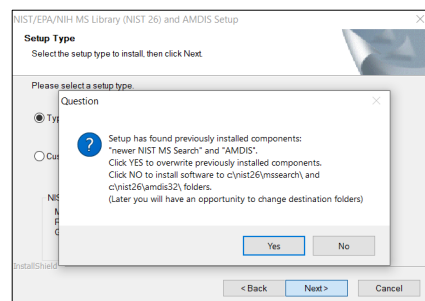 NIST/EPA/NIH MS Library (NIST 26) and AMDIS Setup
Setup Type
Select the setup type to install, then click Next.
Please select a setup type.
Question
Setup has found previously installed components:
"newer NIST MS Search" and "AMDIS".
Click YES to overwrite previously installed components.
Click NO to install software to c:\nist26\mssearch\ and
c:\nist26\amdis32\ folders.
(Later you will have an opportunity to change destination folders)
Yes No
InstallShield
< Back Next > Cancel